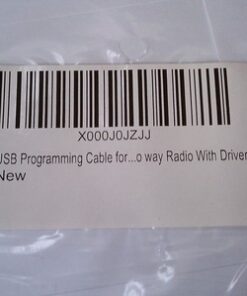 X000J0JZJJ
USB Programming Cable for...o way Radio With Driver
New